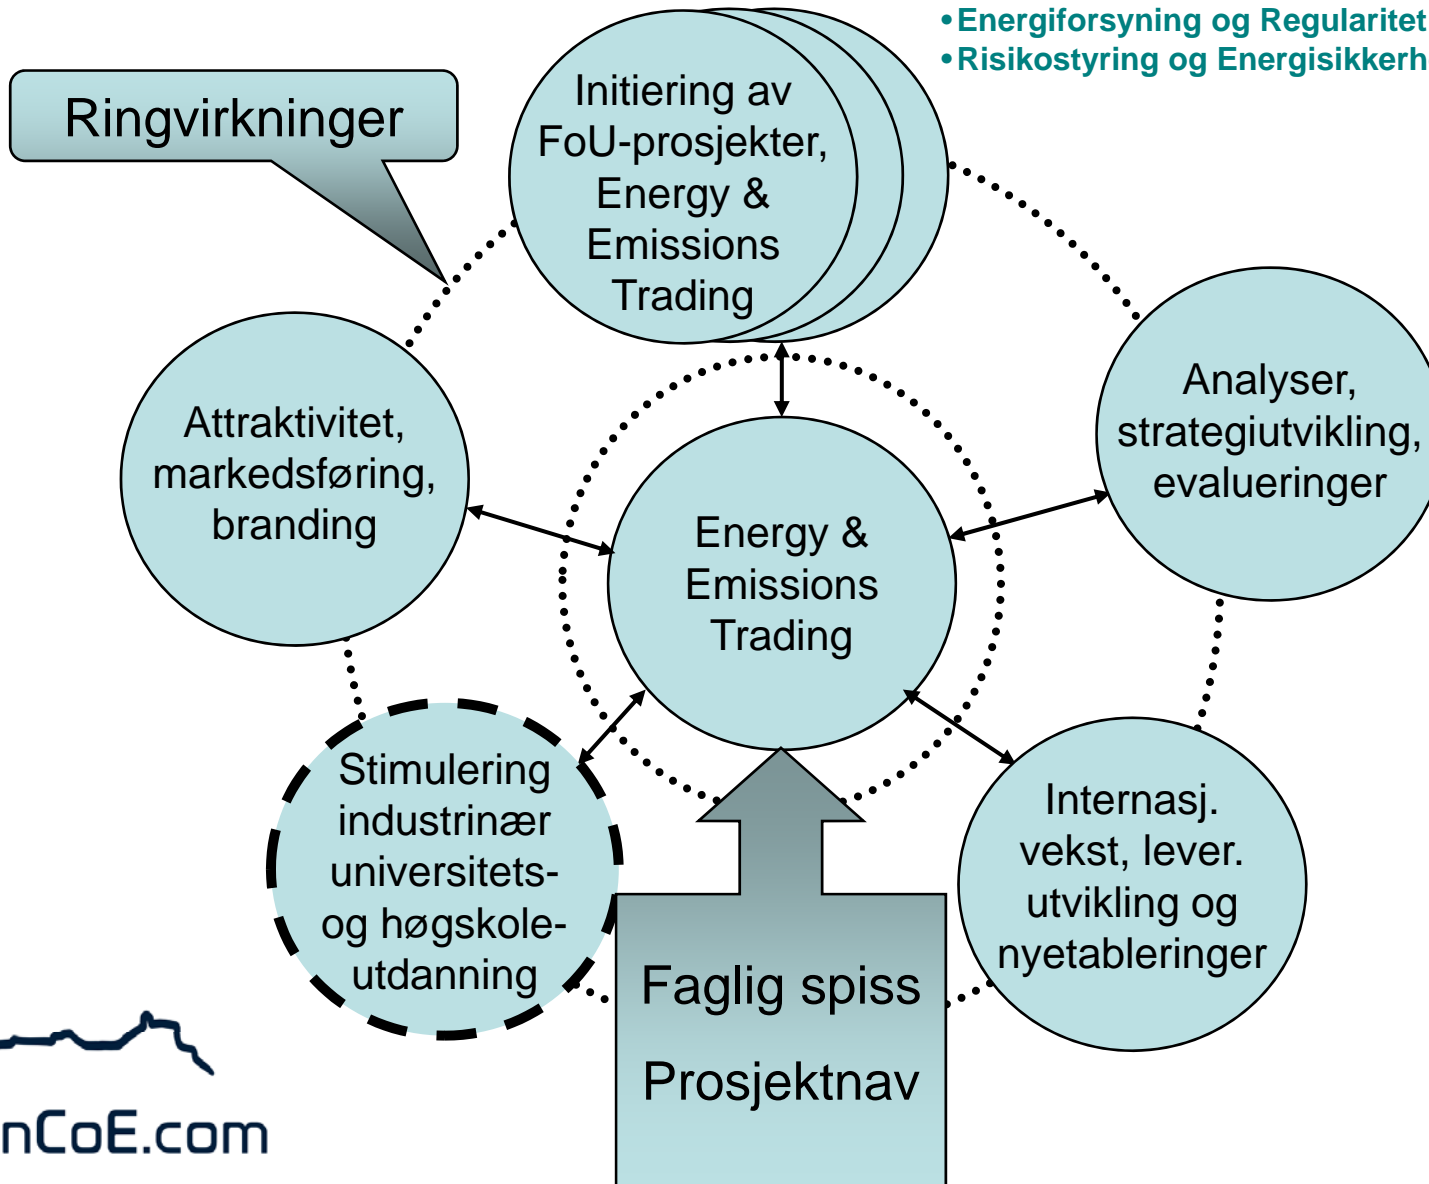 •Energiforsyning og Regularitet
•Risikostyring og Energisikkerh
Ringvirkninger
Initiering av
FoU-prosjekter,
Energy &
Emissions
Trading
Attraktivitet,
markedsføring,
branding
Analyser,
strategiutvikling,
evalueringer
Energy &
Emissions
Trading
Stimulering
industrinær
universitets-
og høgskole-
utdanning
Internasj.
vekst, lever.
utvikling og
nyetableringer
Faglig spiss
Prosjektnav
nCoE.com